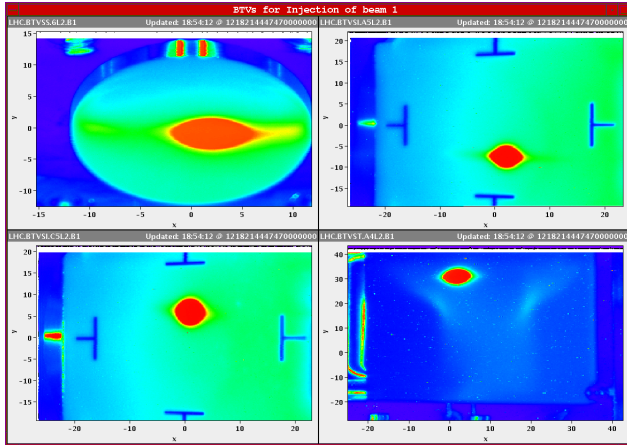 BTVs for Injection of beam 1
LHC.BTVSS.6L2.B1 Updated: 18:54:12 @ 1218214447470000000
15
10
5
0
-5
-10
y
-15 -10 -5 0 5 10
x
LHC.BTVSI.A5L2.B1 Updated: 18:54:12 @ 1218214447470000000
20
15
10
5
0
-5
-10
-15
y
-20 -10 0 10 20
x
LHC.BTVSI.C5L2.B1 Updated: 18:54:12 @ 1218214447470000000
20
15
10
5
0
-5
-10
-15
y
-20 -10 0 10 20
x
LHC.BTVST.A4L2.B1 Updated: 18:54:12 @ 1218214447470000000
40
30
20
10
0
-10
-20
y
-20 -10 0 10 20 30 40
x